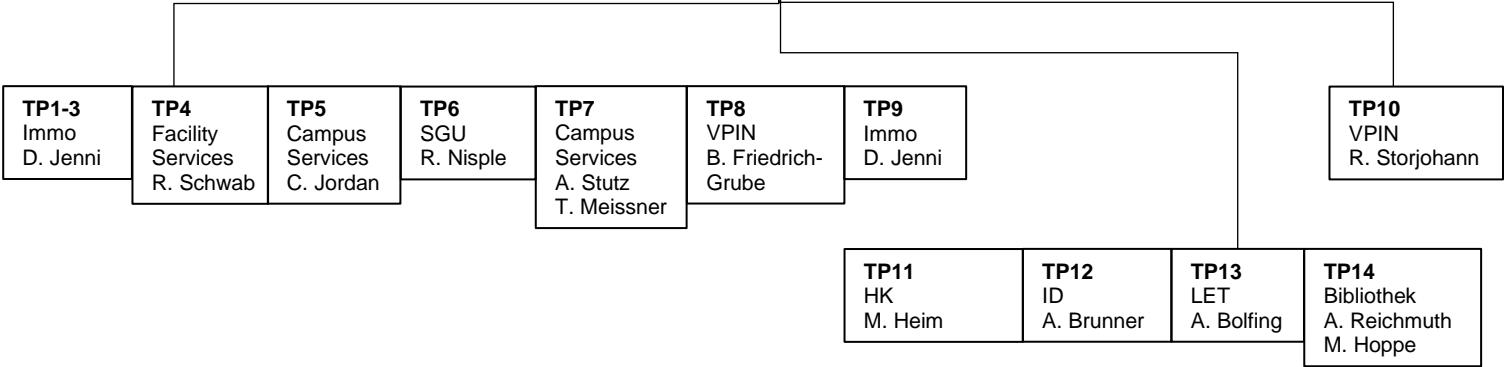 TP1-3
Immo
D. Jenni
TP4
Facility
Services
R. Schwab
TP5
Campus
Services
C. Jordan
TP6
SGU
R. Nisple
TP7
Campus
Services
A. Stutz
T. Meissner
TP8
VPIN
B. Friedrich-
Grube
TP9
Immo
D. Jenni
TP10
VPIN
R. Storjohann
TP11
HK
M. Heim
TP12
ID
A. Brunner
TP13
LET
A. Bolfing
TP14
Bibliothek
A. Reichmuth
M. Hoppe